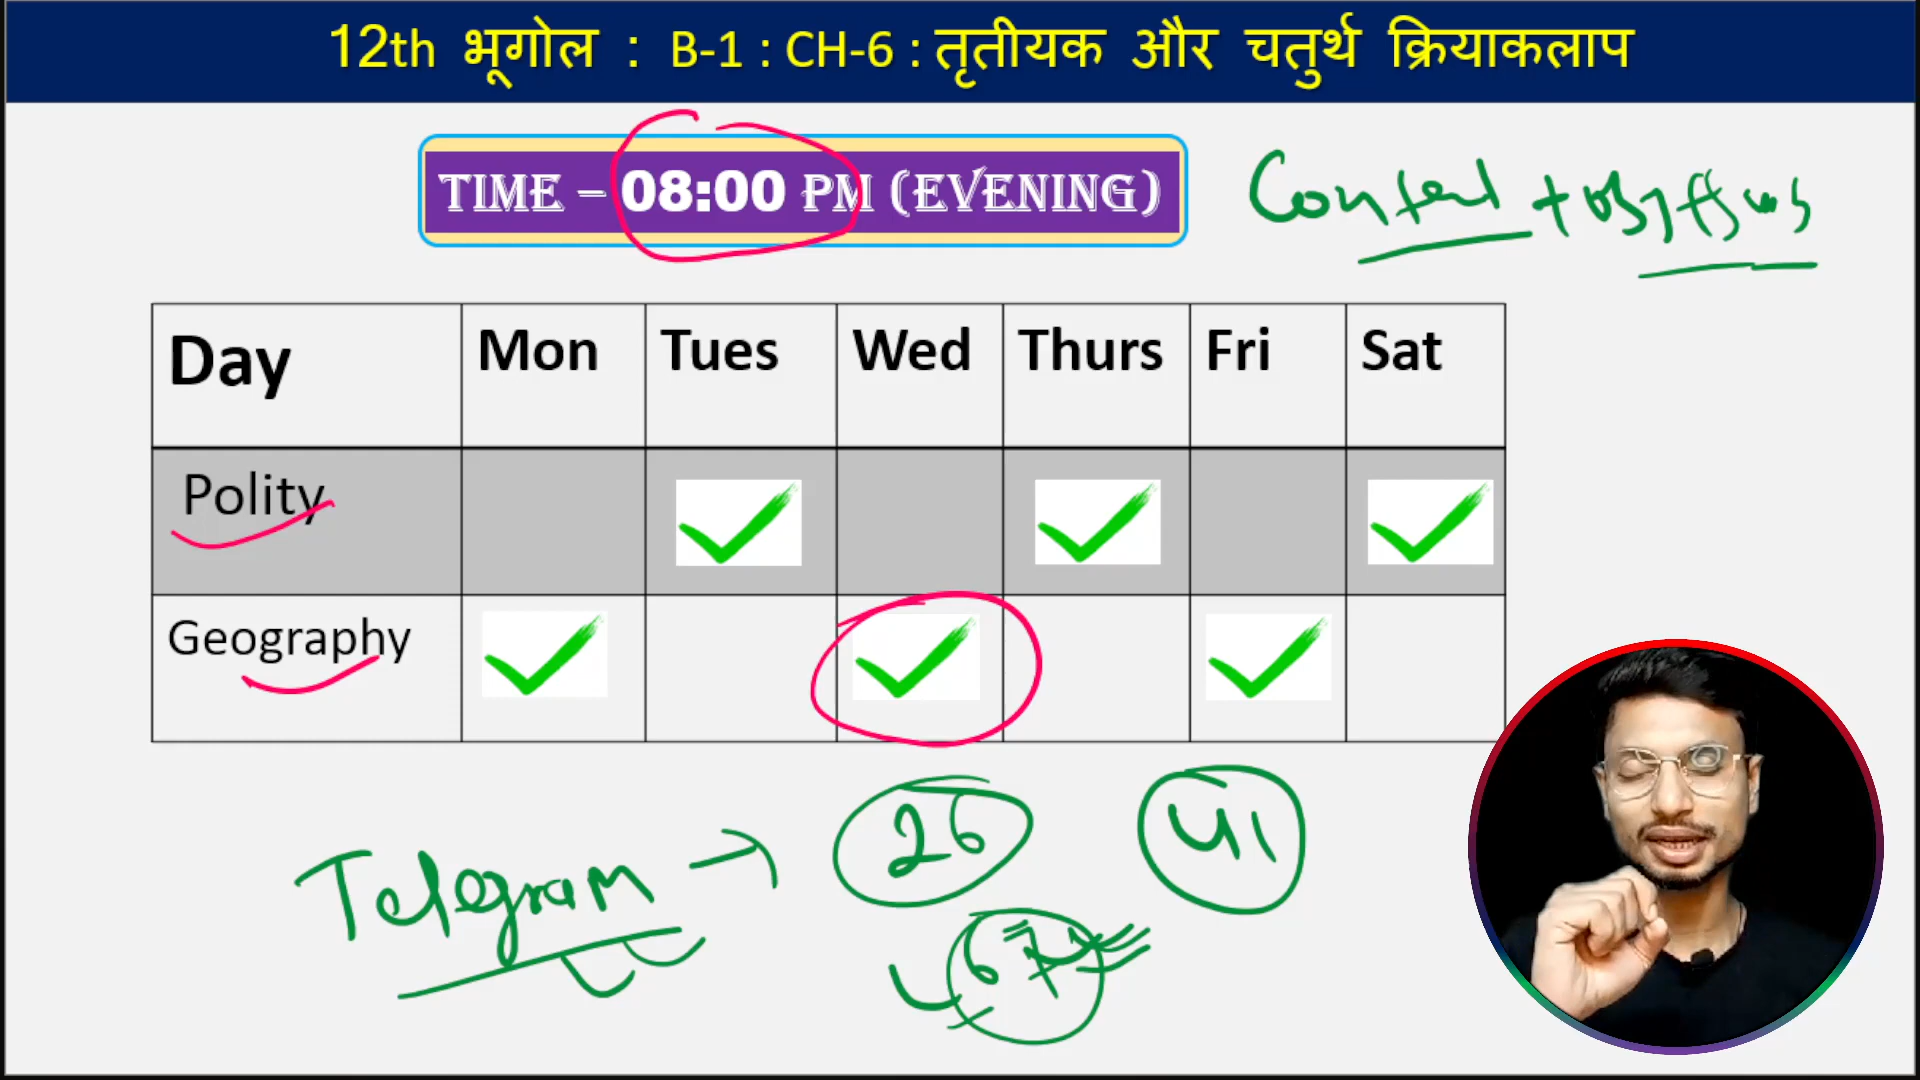 12th भूगोल : B-1 : CH-6 : तृतीयक और चतुर्थ क्रियाकलाप
TIME – 08:00 PM (EVENING)
Day Mon Tues Wed Thurs Fri Sat
Polity
Geography
26
Telegram →